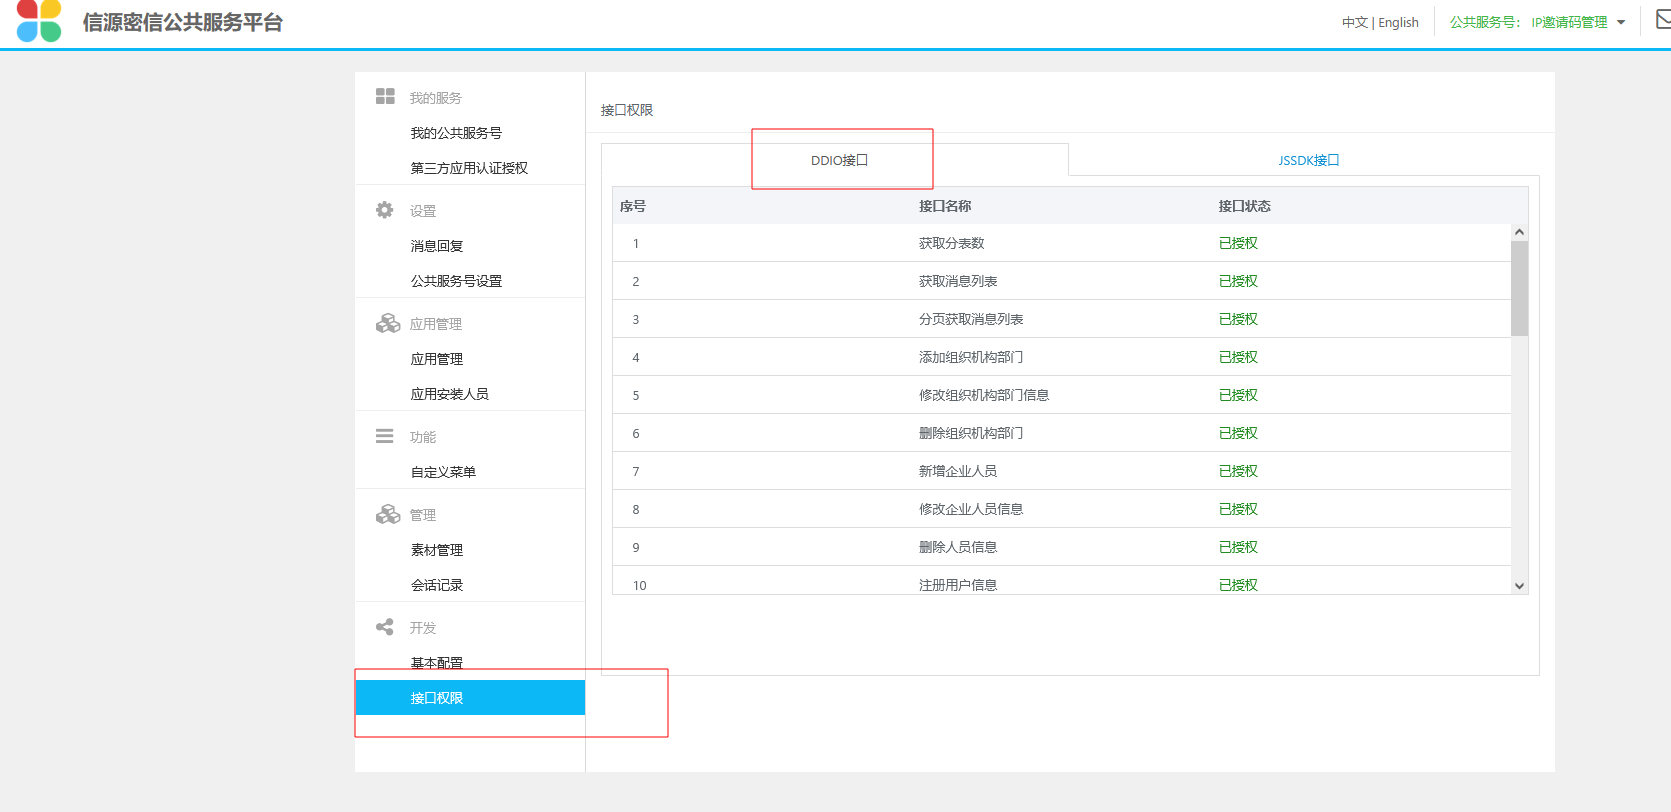 信源密信公共服务平台
中文 | English
公共服务号： IP邀请码管理
我的服务
我的公共服务号
第三方应用认证授权
设置
消息回复
公共服务号设置
应用管理
应用管理
应用安装人员
功能
自定义菜单
管理
素材管理
会话记录
开发
基本配置
接口权限
接口权限
DDIO接口 JSSDK接口
序号 接口名称 接口状态
1 获取分表数 已授权
2 获取消息列表 已授权
3 分页获取消息列表 已授权
4 添加组织机构部门 已授权
5 修改组织机构部门信息 已授权
6 删除组织机构部门 已授权
7 新增企业人员 已授权
8 修改企业人员信息 已授权
9 删除人员信息 已授权
10 注册用户信息 已授权